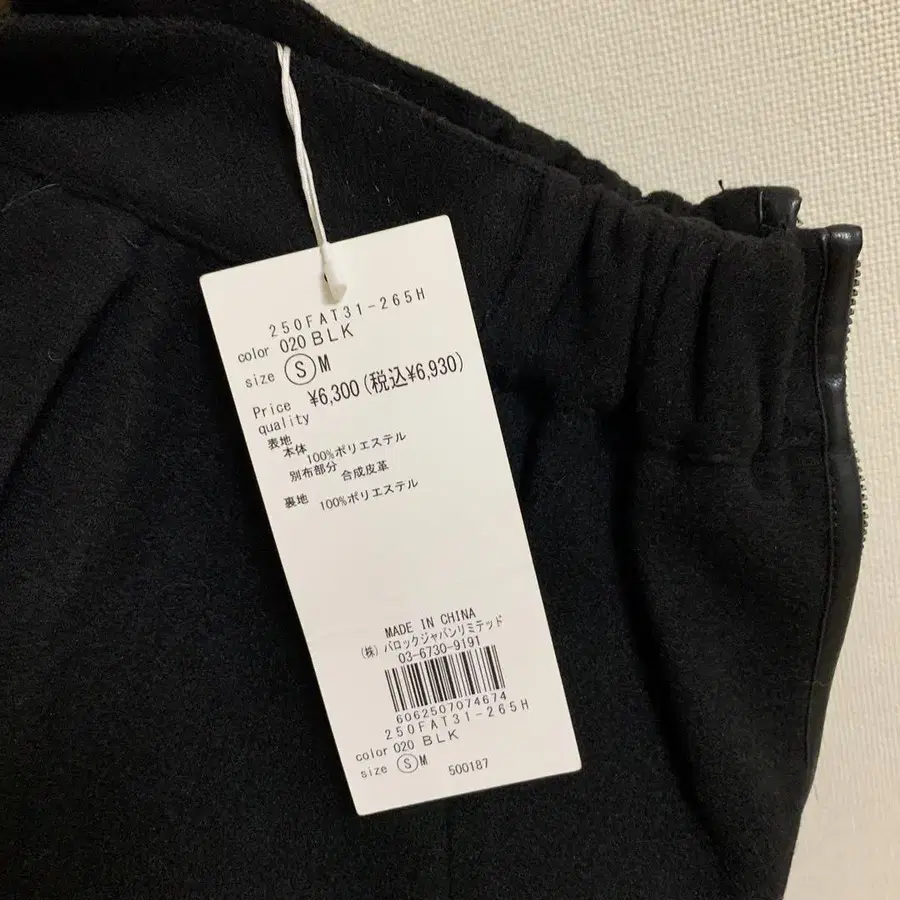 250FAT31-265H
color 020 BLK
size S M
Price ¥6,300(税込¥6,930)
quality
表地
本体 100%ポリエステル
別布部分 合成皮革
裏地 100%ポリエステル
MADE IN CHINA
(株) バロックジャパンリミテッド
03-6730-9191
6062507074674
250FAT31-265H
color 020 BLK
size S M
500187